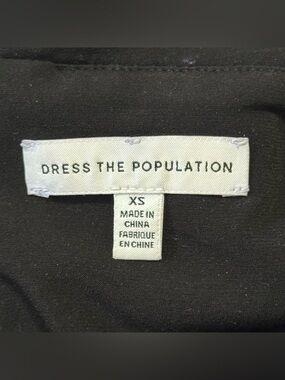 DRESS THE POPULATION
XS
MADE IN
CHINA
FABRIQUE
EN CHINE